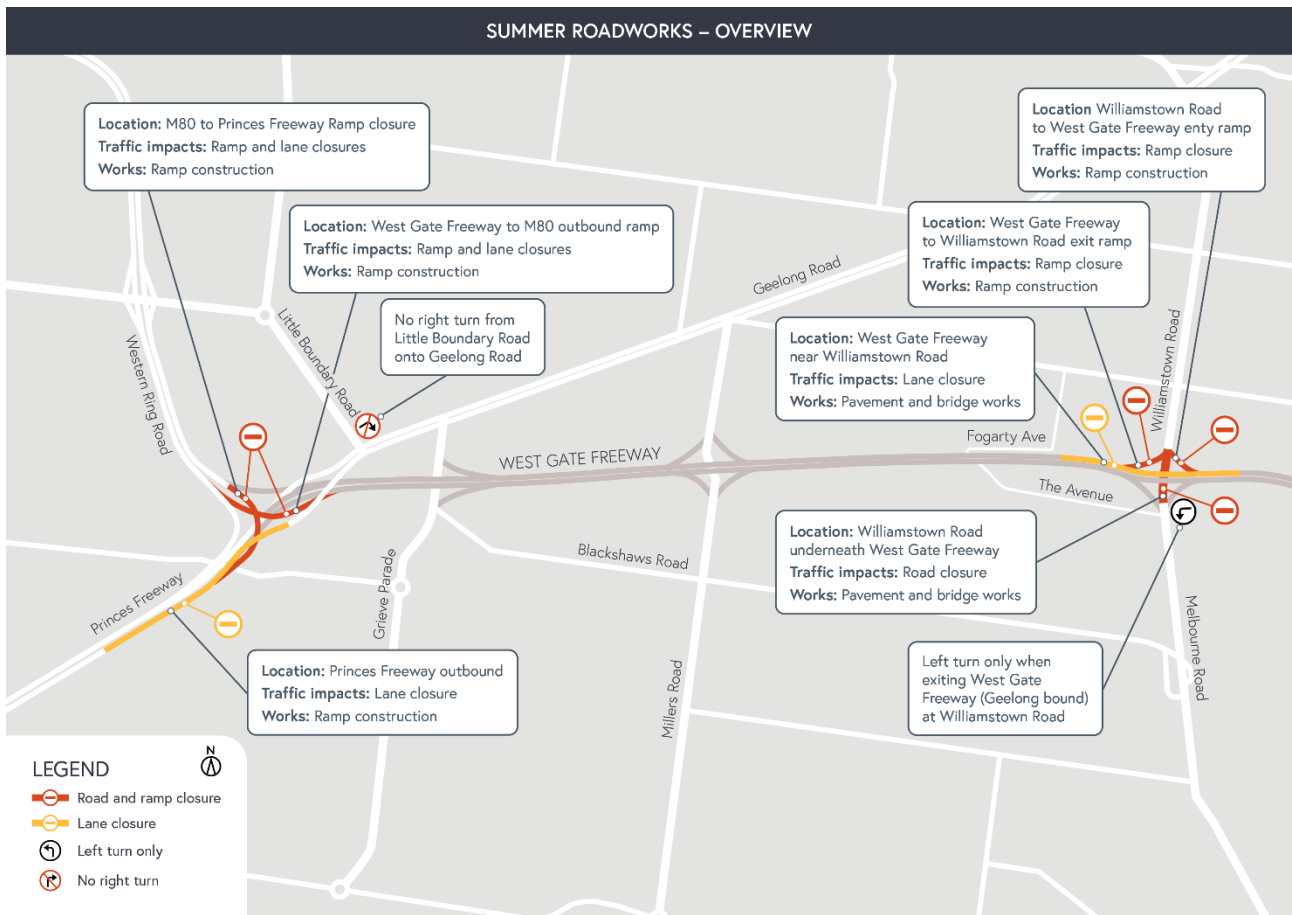 SUMMER ROADWORKS – OVERVIEW
Location: M80 to Princes Freeway Ramp closure
Traffic impacts: Ramp and lane closures
Works: Ramp construction
Location: West Gate Freeway to M80 outbound ramp
Traffic impacts: Ramp and lane closures
Works: Ramp construction
No right turn from
Little Boundary Road
onto Geelong Road
Location Williamstown Road
to West Gate Freeway enty ramp
Traffic impacts: Ramp closure
Works: Ramp construction
Location: West Gate Freeway
to Williamstown Road exit ramp
Traffic impacts: Ramp closure
Works: Ramp construction
Location: West Gate Freeway
near Williamstown Road
Traffic impacts: Lane closure
Works: Pavement and bridge works
Geelong Road
Little Boundary Road
Western Ring Road
Williamstown Road
Fogarty Ave
WEST GATE FREEWAY
The Avenue
Location: Williamstown Road
underneath West Gate Freeway
Traffic impacts: Road closure
Works: Pavement and bridge works
Blackshaws Road
Princes Freeway
Grieve Parade
Millers Road
Melbourne Road
Location: Princes Freeway outbound
Traffic impacts: Lane closure
Works: Ramp construction
Left turn only when
exiting West Gate
Freeway (Geelong bound)
at Williamstown Road
N
LEGEND
Road and ramp closure
Lane closure
Left turn only
No right turn